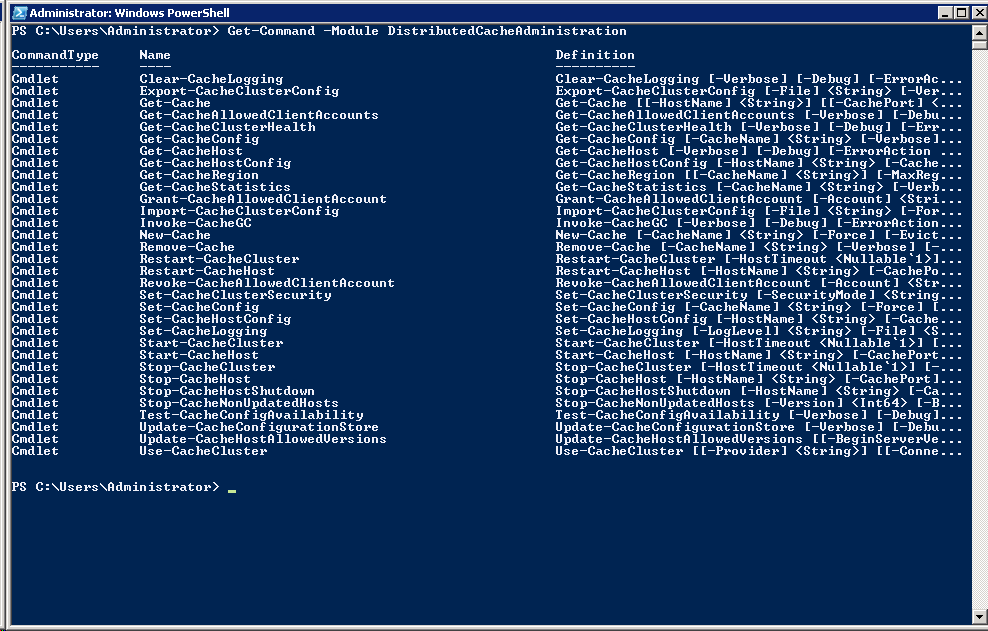 Administrator: Windows PowerShell
PS C:\Users\Administrator> Get-Command -Module DistributedCacheAdministration
CommandType Name Definition
----------- ---- ----------
Cmdlet Clear-CacheLogging Clear-CacheLogging [-Verbose] [-Debug] [-ErrorAc...
Cmdlet Export-CacheClusterConfig Export-CacheClusterConfig [-File] <String> [-Ver...
Cmdlet Get-Cache Get-Cache [[-HostName] <String>] [[-CachePort] <...
Cmdlet Get-CacheAllowedClientAccounts Get-CacheAllowedClientAccounts [-Verbose] [-Debu...
Cmdlet Get-CacheClusterHealth Get-CacheClusterHealth [-Verbose] [-Debug] [-Err...
Cmdlet Get-CacheConfig Get-CacheConfig [-CacheName] <String> [-Verbose]...
Cmdlet Get-CacheHost Get-CacheHost [-Verbose] [-Debug] [-ErrorAction ...
Cmdlet Get-CacheHostConfig Get-CacheHostConfig [-HostName] <String> [-Cache...
Cmdlet Get-CacheRegion Get-CacheRegion [[-CacheName] <String>] [-MaxReg...
Cmdlet Get-CacheStatistics Get-CacheStatistics [-CacheName] <String> [-Verb...
Cmdlet Grant-CacheAllowedClientAccount Grant-CacheAllowedClientAccount [-Account] <Stri...
Cmdlet Import-CacheClusterConfig Import-CacheClusterConfig [-File] <String> [-For...
Cmdlet Invoke-CacheGC Invoke-CacheGC [-Verbose] [-Debug] [-ErrorAction...
Cmdlet New-Cache New-Cache [-CacheName] <String> [-Force] [-Evict...
Cmdlet Remove-Cache Remove-Cache [-CacheName] <String> [-Verbose] [-...
Cmdlet Restart-CacheCluster Restart-CacheCluster [-HostTimeout <Nullable`1>]...
Cmdlet Restart-CacheHost Restart-CacheHost [-HostName] <String> [-CachePo...
Cmdlet Revoke-CacheAllowedClientAccount Revoke-CacheAllowedClientAccount [-Account] <Str...
Cmdlet Set-CacheClusterSecurity Set-CacheClusterSecurity [-SecurityMode] <String...
Cmdlet Set-CacheConfig Set-CacheConfig [-CacheName] <String> [-Force] [...
Cmdlet Set-CacheHostConfig Set-CacheHostConfig [-HostName] <String> [-Cache...
Cmdlet Set-CacheLogging Set-CacheLogging [-LogLevel] <String> [-File] <S...
Cmdlet Start-CacheCluster Start-CacheCluster [-HostTimeout <Nullable`1>] [...
Cmdlet Start-CacheHost Start-CacheHost [-HostName] <String> [-CachePort...
Cmdlet Stop-CacheCluster Stop-CacheCluster [-HostTimeout <Nullable`1>] [-...
Cmdlet Stop-CacheHost Stop-CacheHost [-HostName] <String> [-CachePort]...
Cmdlet Stop-CacheHostShutdown Stop-CacheHostShutdown [-HostName] <String> [-Ca...
Cmdlet Stop-CacheNonUpdatedHosts Stop-CacheNonUpdatedHosts [-Version] <Int64> [-B...
Cmdlet Test-CacheConfigAvailability Test-CacheConfigAvailability [-Verbose] [-Debug]...
Cmdlet Update-CacheConfigurationStore Update-CacheConfigurationStore [-Verbose] [-Debu...
Cmdlet Update-CacheHostAllowedVersions Update-CacheHostAllowedVersions [[-BeginServerVe...
Cmdlet Use-CacheCluster Use-CacheCluster [[-Provider] <String>] [[-Conne...
PS C:\Users\Administrator> _